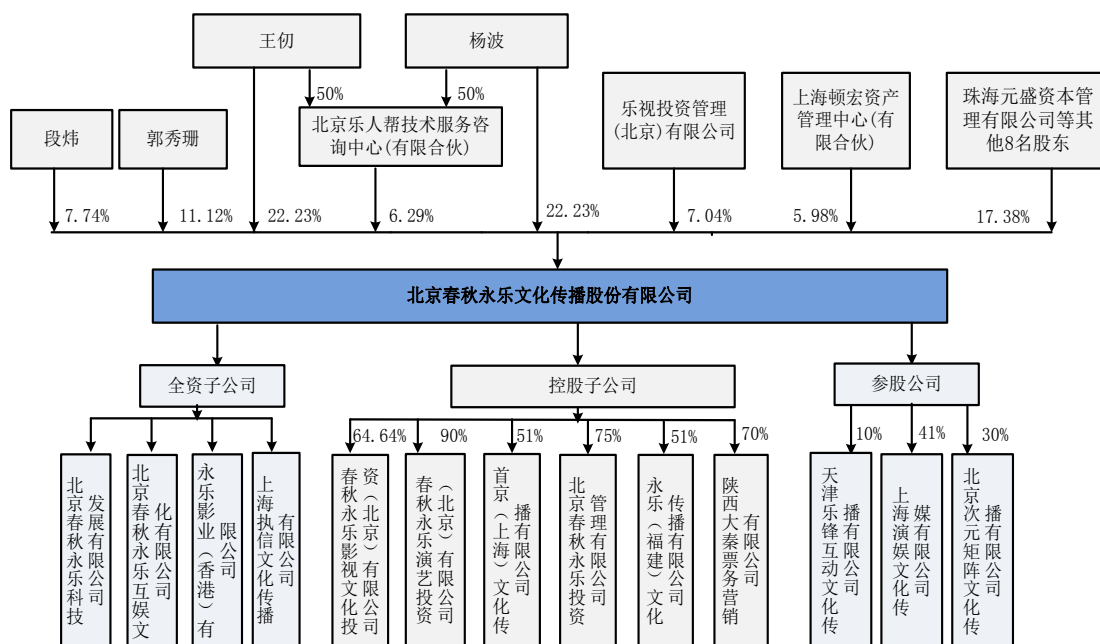 王仞
杨波
50%
50%
段炜
郭秀珊
北京乐人帮技术服务咨
询中心(有限合伙)
乐视投资管理
(北京)有限公司
上海顿宏资产
管理中心(有
限合伙)
珠海元盛资本管
理有限公司等其
他8名股东
7.74%
11.12%
22.23%
6.29%
22.23%
7.04%
5.98%
17.38%
北京春秋永乐文化传播股份有限公司
全资子公司
控股子公司
参股公司
64.64%
90%
51%
75%
51%
70%
10%
41%
30%
北京春秋永乐科技
发展有限公司
北京春秋永乐互娱文
化有限公司
永乐影业（香港）有
限公司
上海执信文化传播
有限公司
春秋永乐影视文化投
资（北京）有限公司
春秋永乐演艺投资
（北京）有限公司
首京（上海）文化传
播有限公司
北京春秋永乐投资
管理有限公司
永乐（福建）文化
传播有限公司
陕西大秦票务营销
有限公司
天津乐锋互动文化传
播有限公司
上海演娱文化传
媒有限公司
北京次元矩阵文化传
播有限公司